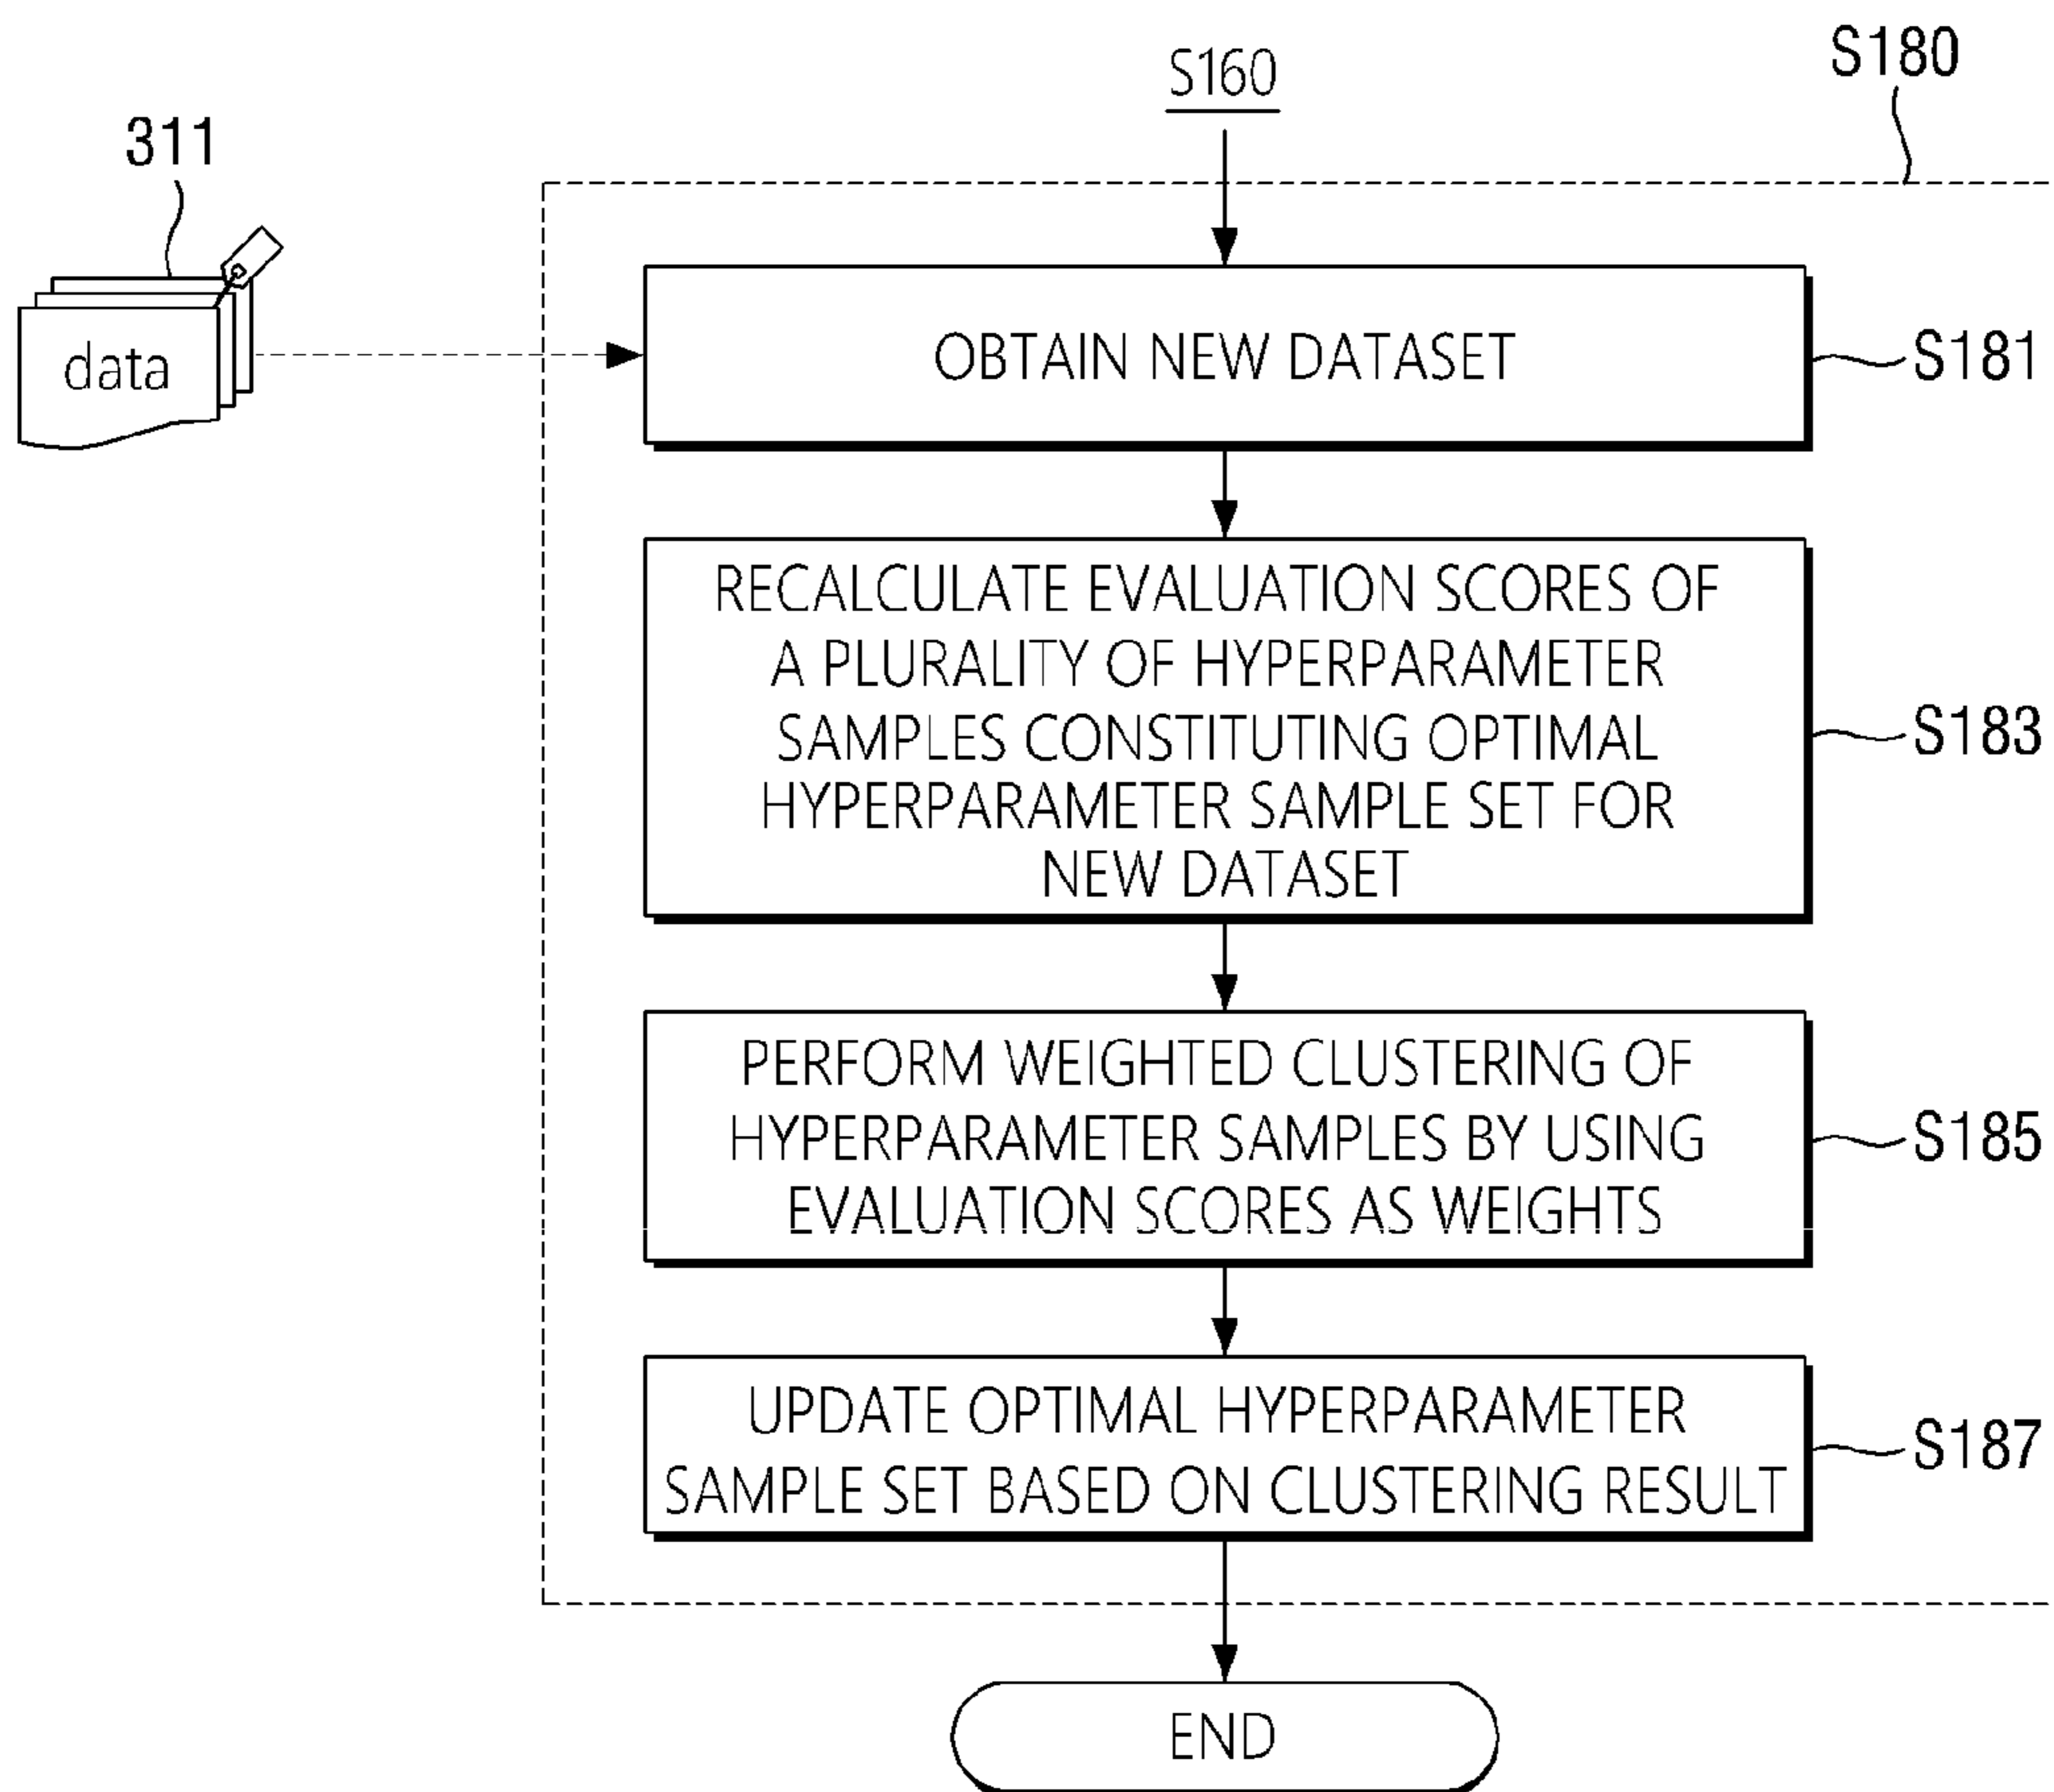 S160
S180
311
data
OBTAIN NEW DATASET
S181
RECALCULATE EVALUATION SCORES OF
A PLURALITY OF HYPERPARAMETER
SAMPLES CONSTITUTING OPTIMAL
HYPERPARAMETER SAMPLE SET FOR
NEW DATASET
S183
PERFORM WEIGHTED CLUSTERING OF
HYPERPARAMETER SAMPLES BY USING
EVALUATION SCORES AS WEIGHTS
S185
UPDATE OPTIMAL HYPERPARAMETER
SAMPLE SET BASED ON CLUSTERING RESULT
S187
END